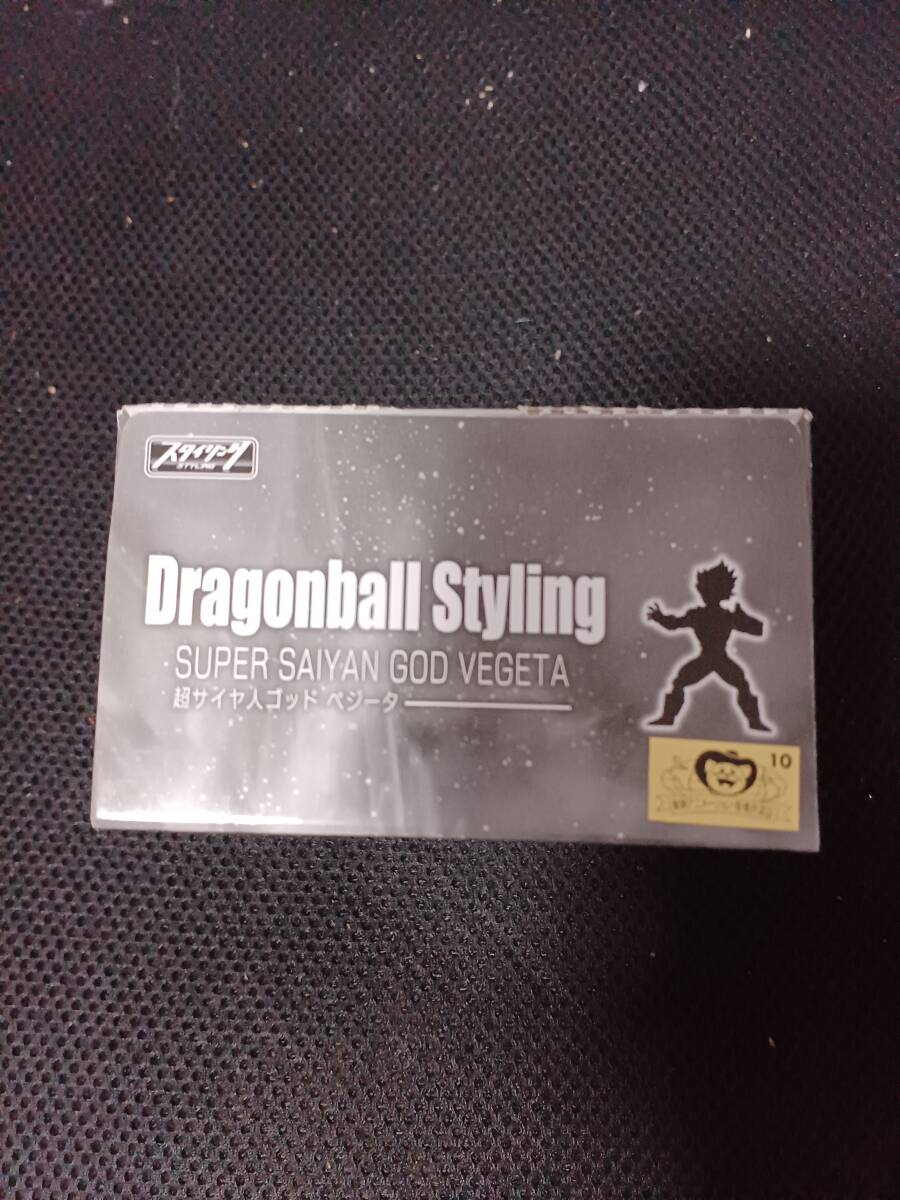 スタイリング
STYLING
Dragonball Styling
SUPER SAIYAN GOD VEGETA
超サイヤ人ゴッド ベジータ
10